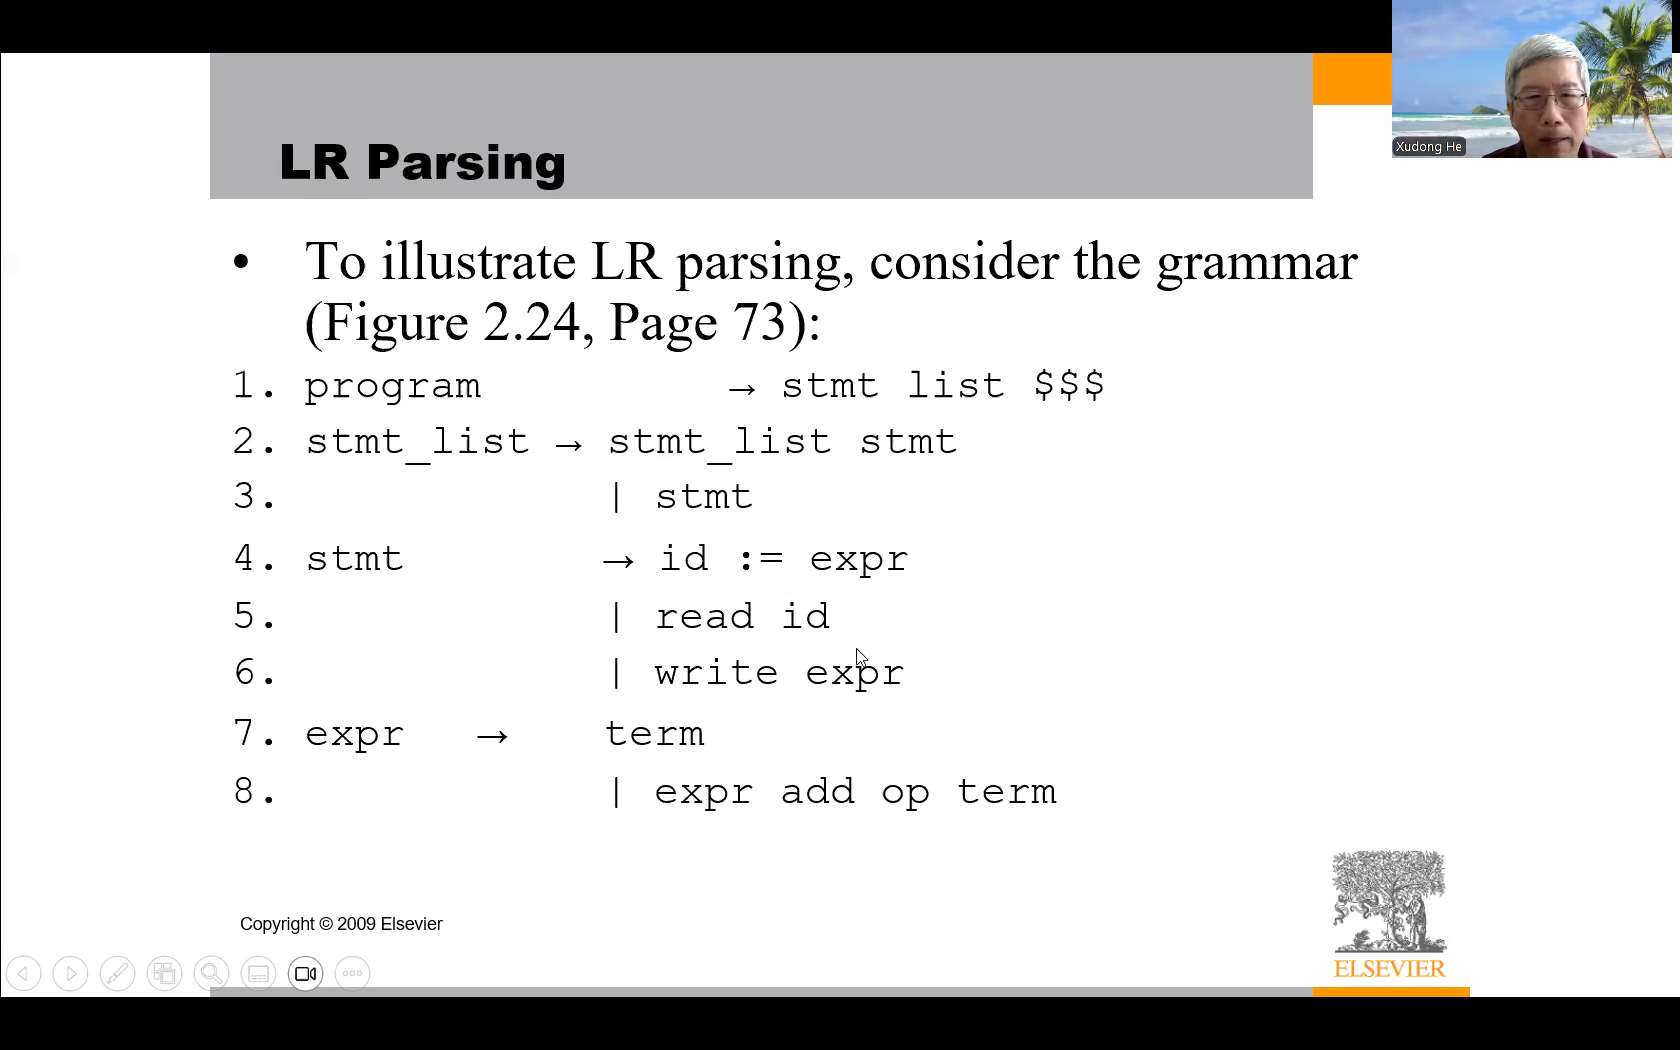 Xudong He
LR Parsing
• To illustrate LR parsing, consider the grammar
(Figure 2.24, Page 73):
1. program → stmt list $$$
2. stmt_list → stmt_list stmt
3. | stmt
4. stmt → id := expr
5. | read id
6. | write expr
7. expr → term
8. | expr add op term
Copyright © 2009 Elsevier
ELSEVIER